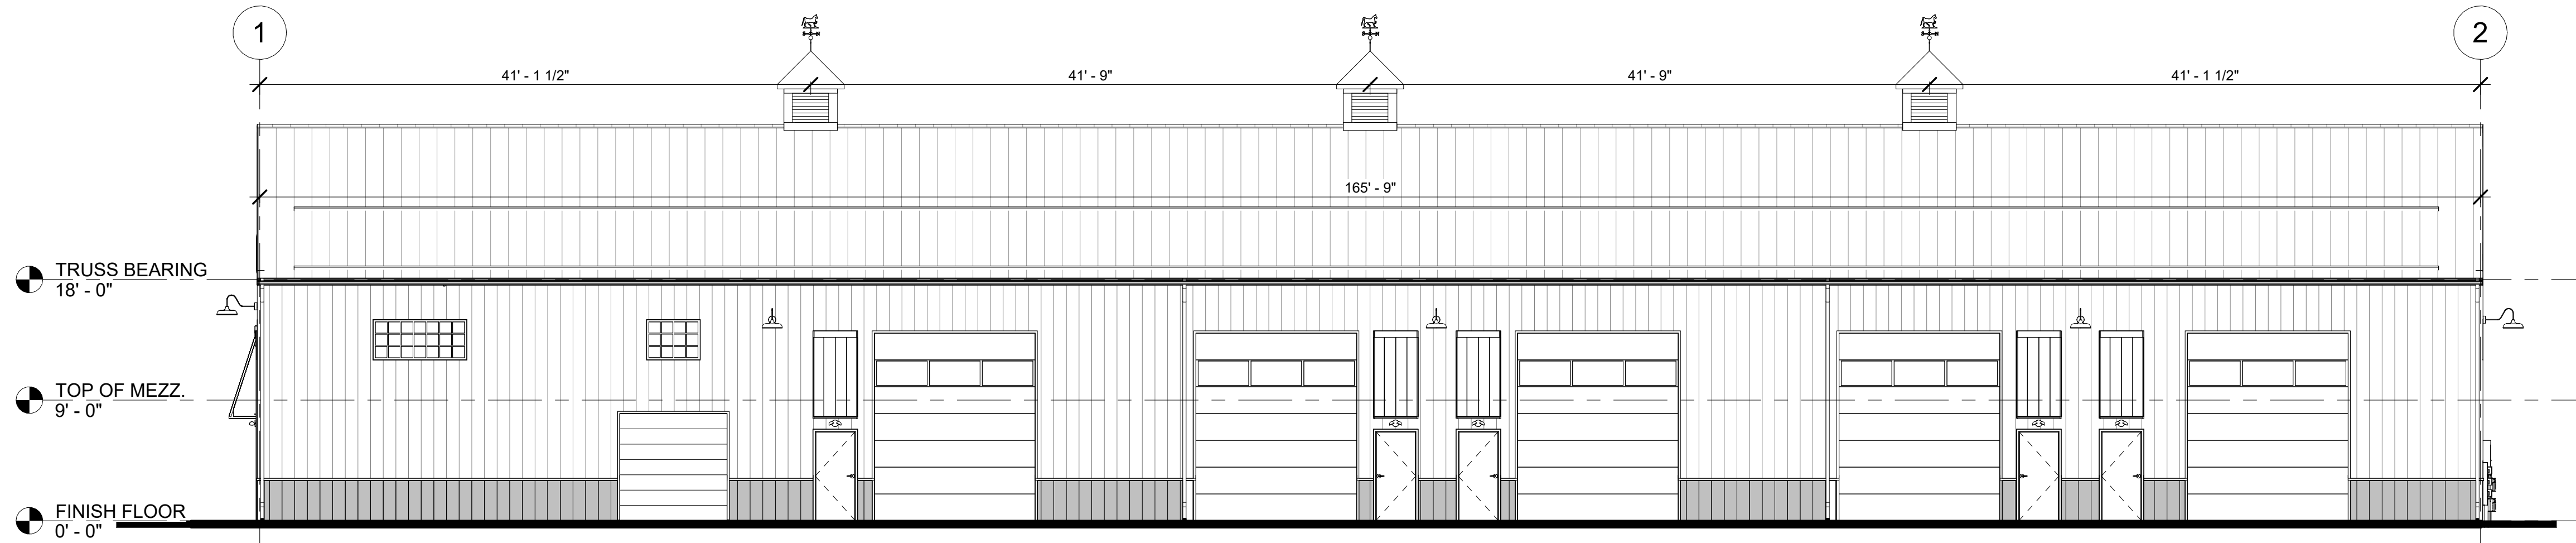 1
2
41' - 1 1/2"
41' - 9"
41' - 9"
41' - 1 1/2"
165' - 9"
TRUSS BEARING
18' - 0"
TOP OF MEZZ.
9' - 0"
FINISH FLOOR
0' - 0"